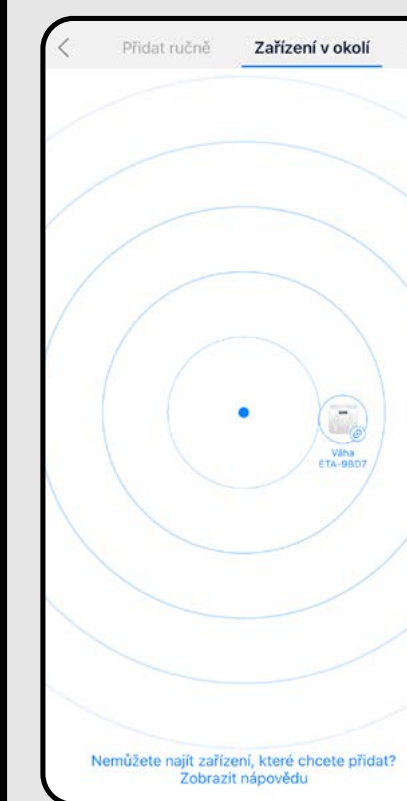 Přidat ručně
Zařízení v okolí
Váha
ETA-9807
Nemůžete najít zařízení, které chcete přidat?
Zobrazit nápovědu